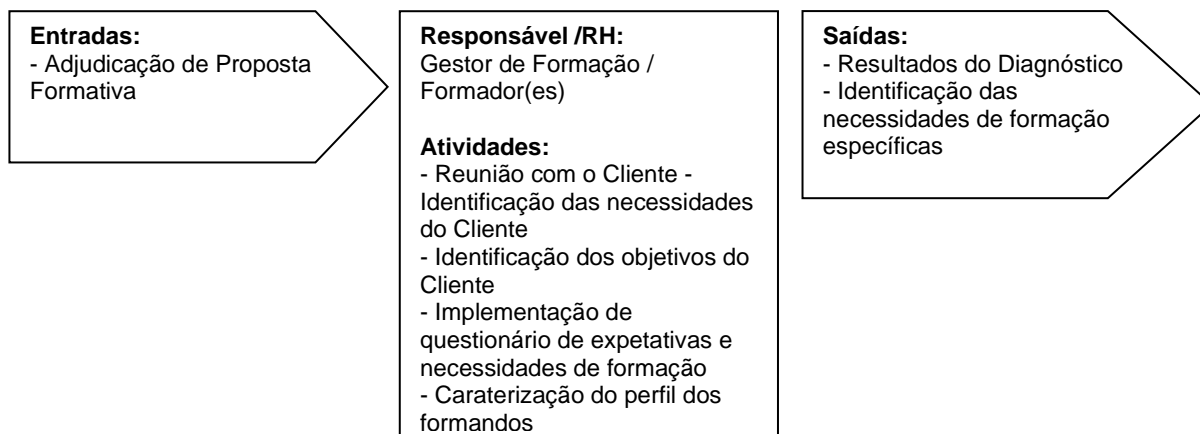 Entradas:
- Adjudicação de Proposta
Formativa
Responsável /RH:
Gestor de Formação /
Formador(es)
Atividades:
- Reunião com o Cliente -
Identificação das necessidades
do Cliente
- Identificação dos objetivos do
Cliente
- Implementação de
questionário de expetativas e
necessidades de formação
- Caraterização do perfil dos
formandos
Saídas:
- Resultados do Diagnóstico
- Identificação das
necessidades de formação
específicas